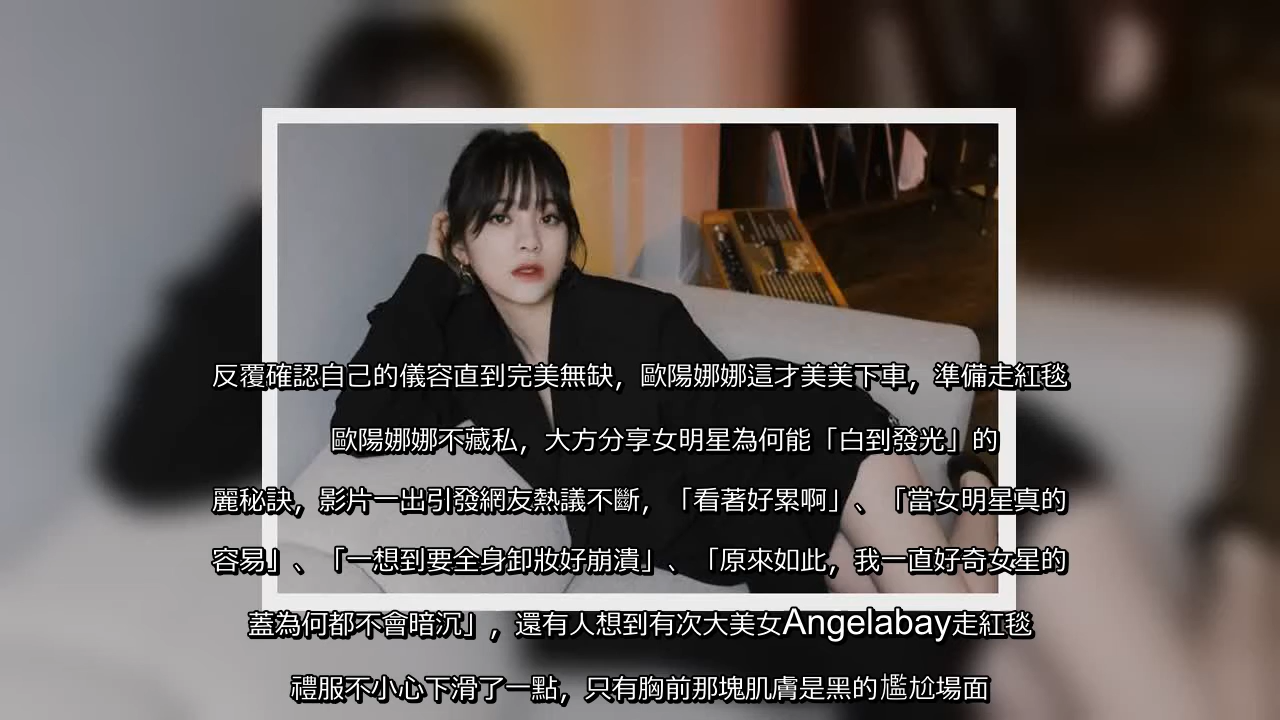 反覆確認自己的儀容直到完美無缺，歐陽娜娜這才美美下車，準備走紅毯
歐陽娜娜不藏私，大方分享女明星為何能「白到發光」的
麗秘訣，影片一出引發網友熱議不斷，「看著好累啊」、「當女明星真的
容易」、「一想到要全身卸妝好崩潰」、「原來如此，我一直好奇女星的
蓋為何都不會暗沉」，還有人想到有次大美女Angelabay走紅毯
禮服不小心下滑了一點，只有胸前那塊肌膚是黑的尷尬場面